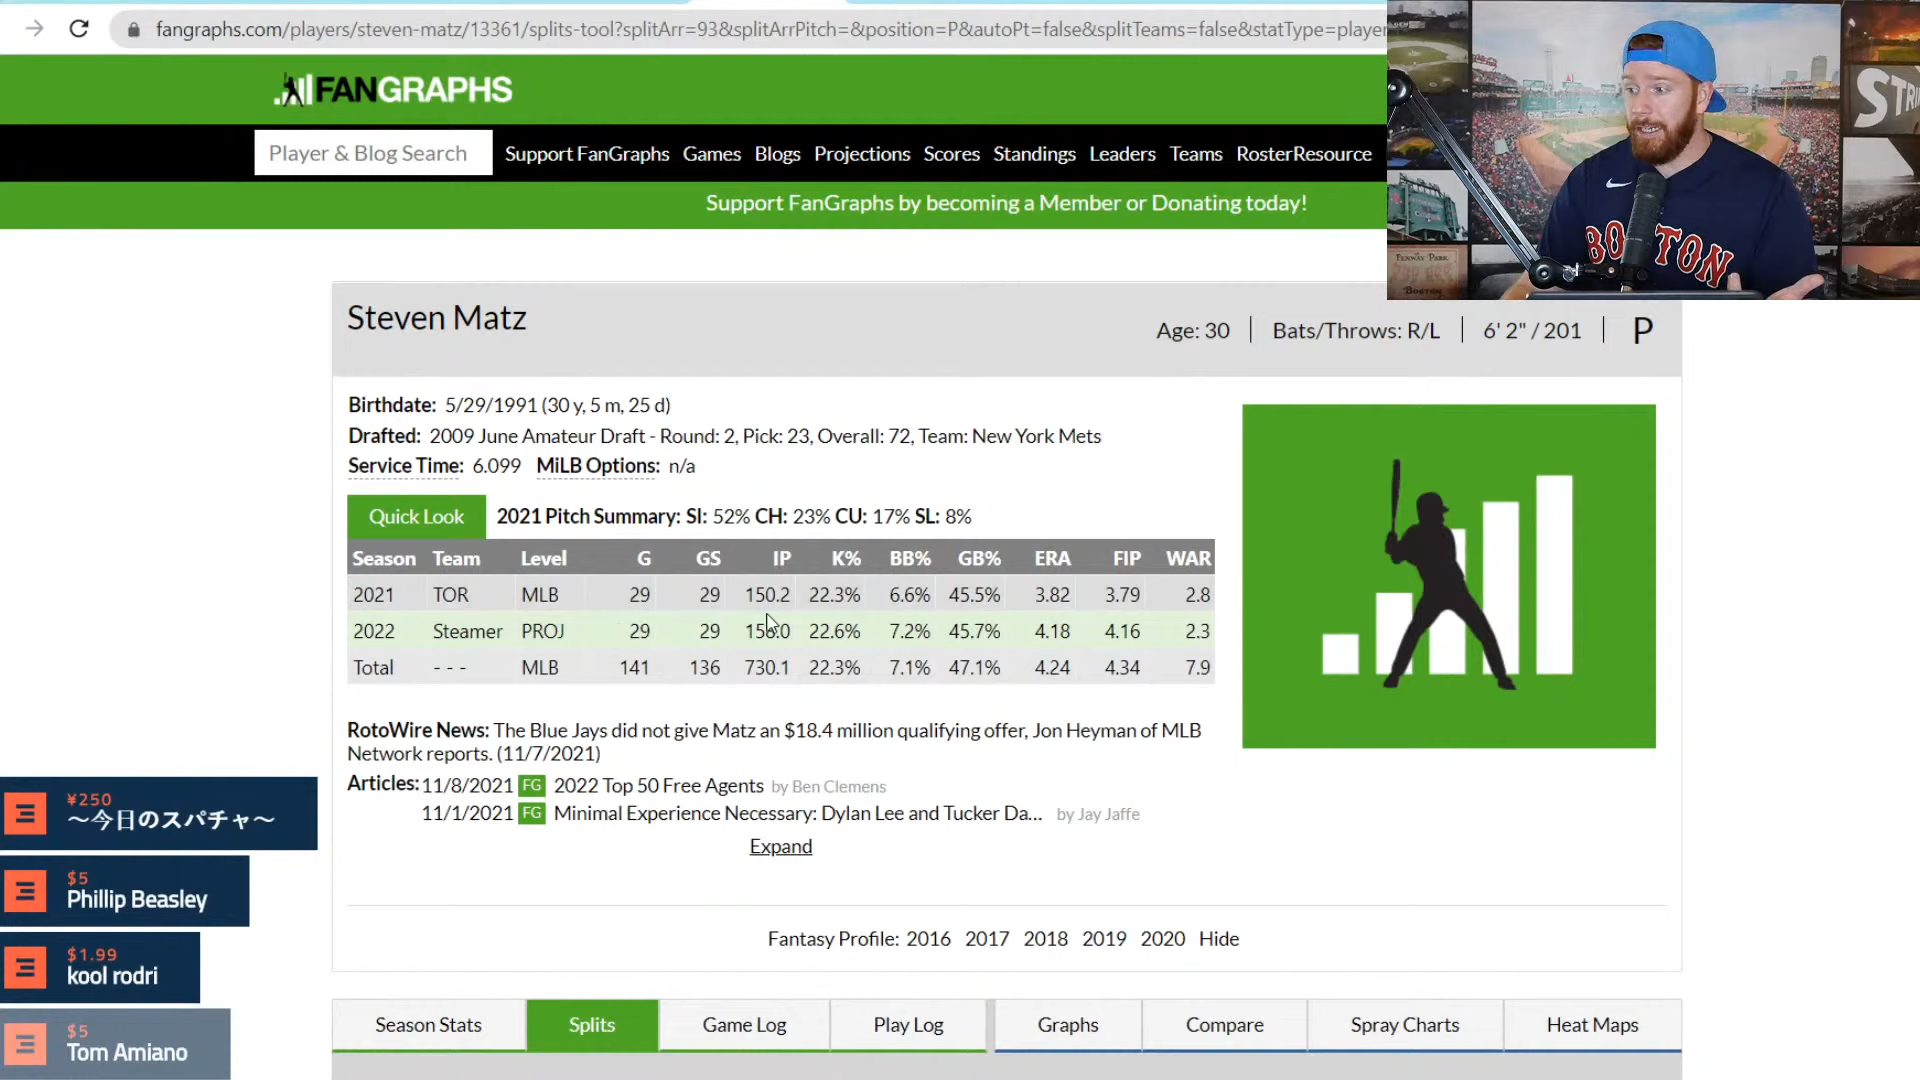 fangraphs.com/players/steven-matz/13361/splits-tool?splitArr=93&splitArrPitch=&position=P&autoPt=false&splitTeams=false&statType=player
FANGRAPHS
Player & Blog Search Support FanGraphs Games Blogs Projections Scores Standings Leaders Teams RosterResource
Support FanGraphs by becoming a Member or Donating today!
BOSTON
FENWAY PARK
BOSTON
Steven Matz
Age: 30 Bats/Throws: R/L 6' 2" / 201 P
Birthdate: 5/29/1991 (30 y, 5 m, 25 d)
Drafted: 2009 June Amateur Draft - Round: 2, Pick: 23, Overall: 72, Team: New York Mets
Service Time: 6.099 MiLB Options: n/a
Quick Look 2021 Pitch Summary: SI: 52% CH: 23% CU: 17% SL: 8%
Season Team Level G GS IP K% BB% GB% ERA FIP WAR
2021 TOR MLB 29 29 150.2 22.3% 6.6% 45.5% 3.82 3.79 2.8
2022 Steamer PROJ 29 29 22.6% 7.2% 45.7% 4.18 4.16 2.3
Total - - - MLB 141 136 730.1 22.3% 7.1% 47.1% 4.24 4.34 7.9
RotoWire News: The Blue Jays did not give Matz an $18.4 million qualifying offer, Jon Heyman of MLB
Network reports. (11/7/2021)
Articles: 11/8/2021 FG 2022 Top 50 Free Agents by Ben Clemens
11/1/2021 FG Minimal Experience Necessary: Dylan Lee and Tucker Da... by Jay Jaffe
Expand
Fantasy Profile: 2016 2017 2018 2019 2020 Hide
Season Stats Splits Game Log Play Log Graphs Compare Spray Charts Heat Maps
¥250
〜今日のスパチャ〜
$5
Phillip Beasley
$1.99
kool rodri
$5
Tom Amiano